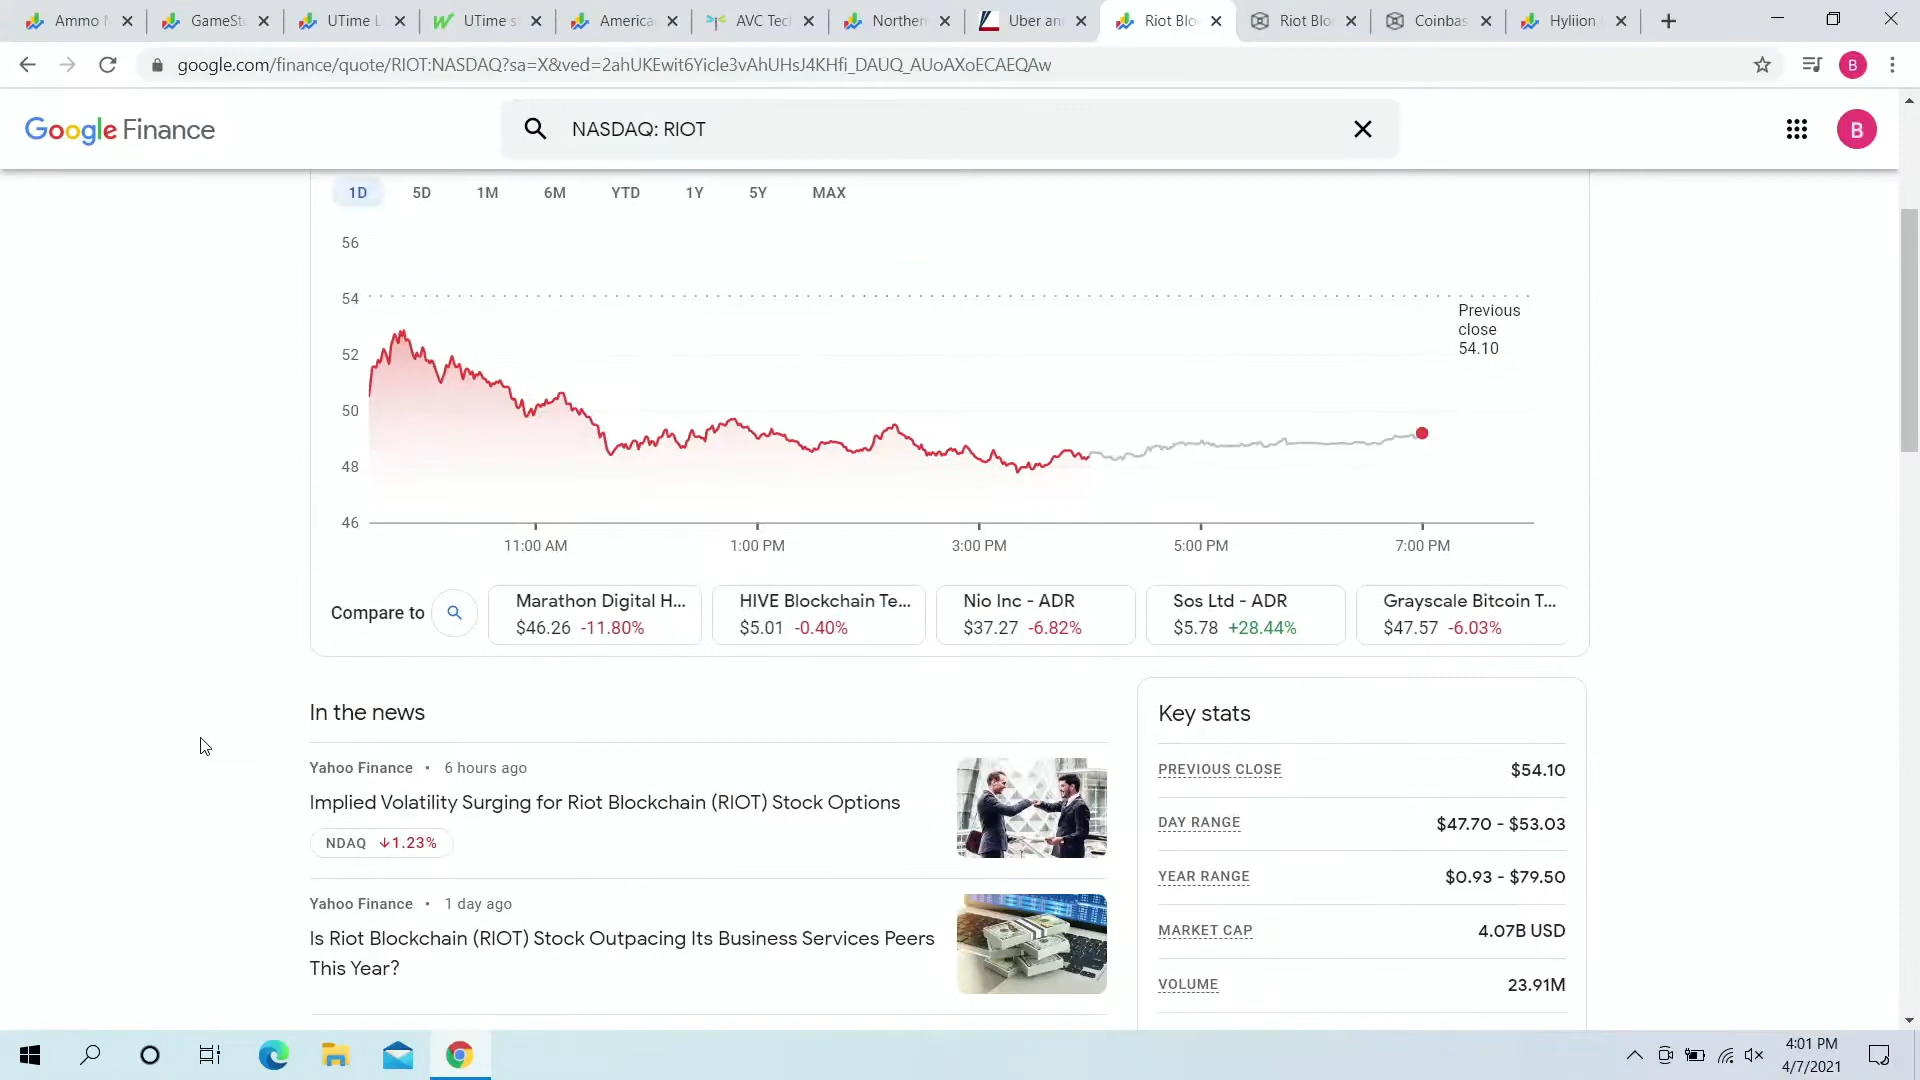 Ammo
GameSt
UTime L
UTime s
America
AVC Tec
Northern
Uber an
Riot Blo
Riot Blo
Coinbas
Hyliion
google.com/finance/quote/RIOT:NASDAQ?sa=X&ved=2ahUKEwit6Yicle3vAhUHsJ4KHfi_DAUQ_AUoAXoECAEQAw
B
Google Finance
NASDAQ: RIOT
B
1D 5D 1M 6M YTD 1Y 5Y MAX
56
54
52
50
48
46
Previous
close
54.10
11:00 AM 1:00 PM 3:00 PM 5:00 PM 7:00 PM
Compare to
Marathon Digital H...
$46.26 -11.80%
HIVE Blockchain Te...
$5.01 -0.40%
Nio Inc - ADR
$37.27 -6.82%
Sos Ltd - ADR
$5.78 +28.44%
Grayscale Bitcoin T...
$47.57 -6.03%
In the news
Yahoo Finance • 6 hours ago
Implied Volatility Surging for Riot Blockchain (RIOT) Stock Options
NDAQ ↓1.23%
Yahoo Finance • 1 day ago
Is Riot Blockchain (RIOT) Stock Outpacing Its Business Services Peers
This Year?
Key stats
PREVIOUS CLOSE $54.10
DAY RANGE $47.70 - $53.03
YEAR RANGE $0.93 - $79.50
MARKET CAP 4.07B USD
VOLUME 23.91M
4:01 PM
4/7/2021